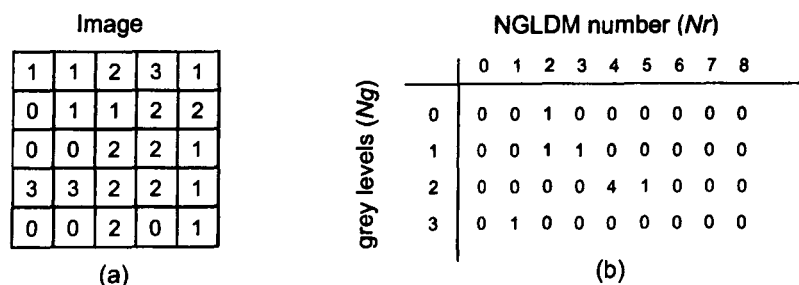 Image
1 1 2 3 1
0 1 1 2 2
0 0 2 2 1
3 3 2 2 1
0 0 2 0 1
(a)
NGLDM number (Nr)
0 1 2 3 4 5 6 7 8
grey levels (Ng)
0 0 0 1 0 0 0 0 0 0
1 0 0 1 1 0 0 0 0 0
2 0 0 0 0 4 1 0 0 0
3 0 1 0 0 0 0 0 0 0
(b)